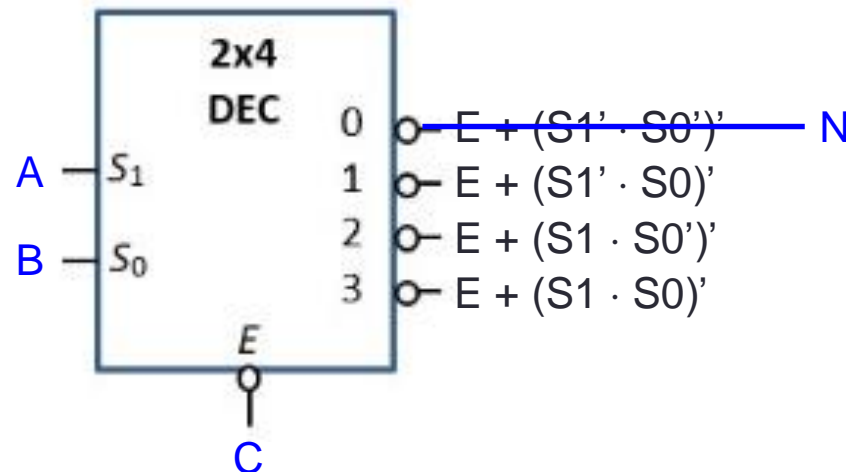 2x4
DEC
0 E + (S1’ · S0’)’ N
A S1 1 E + (S1’ · S0)’
2 E + (S1 · S0’)’
B S0
3 E + (S1 · S0)’
E
C